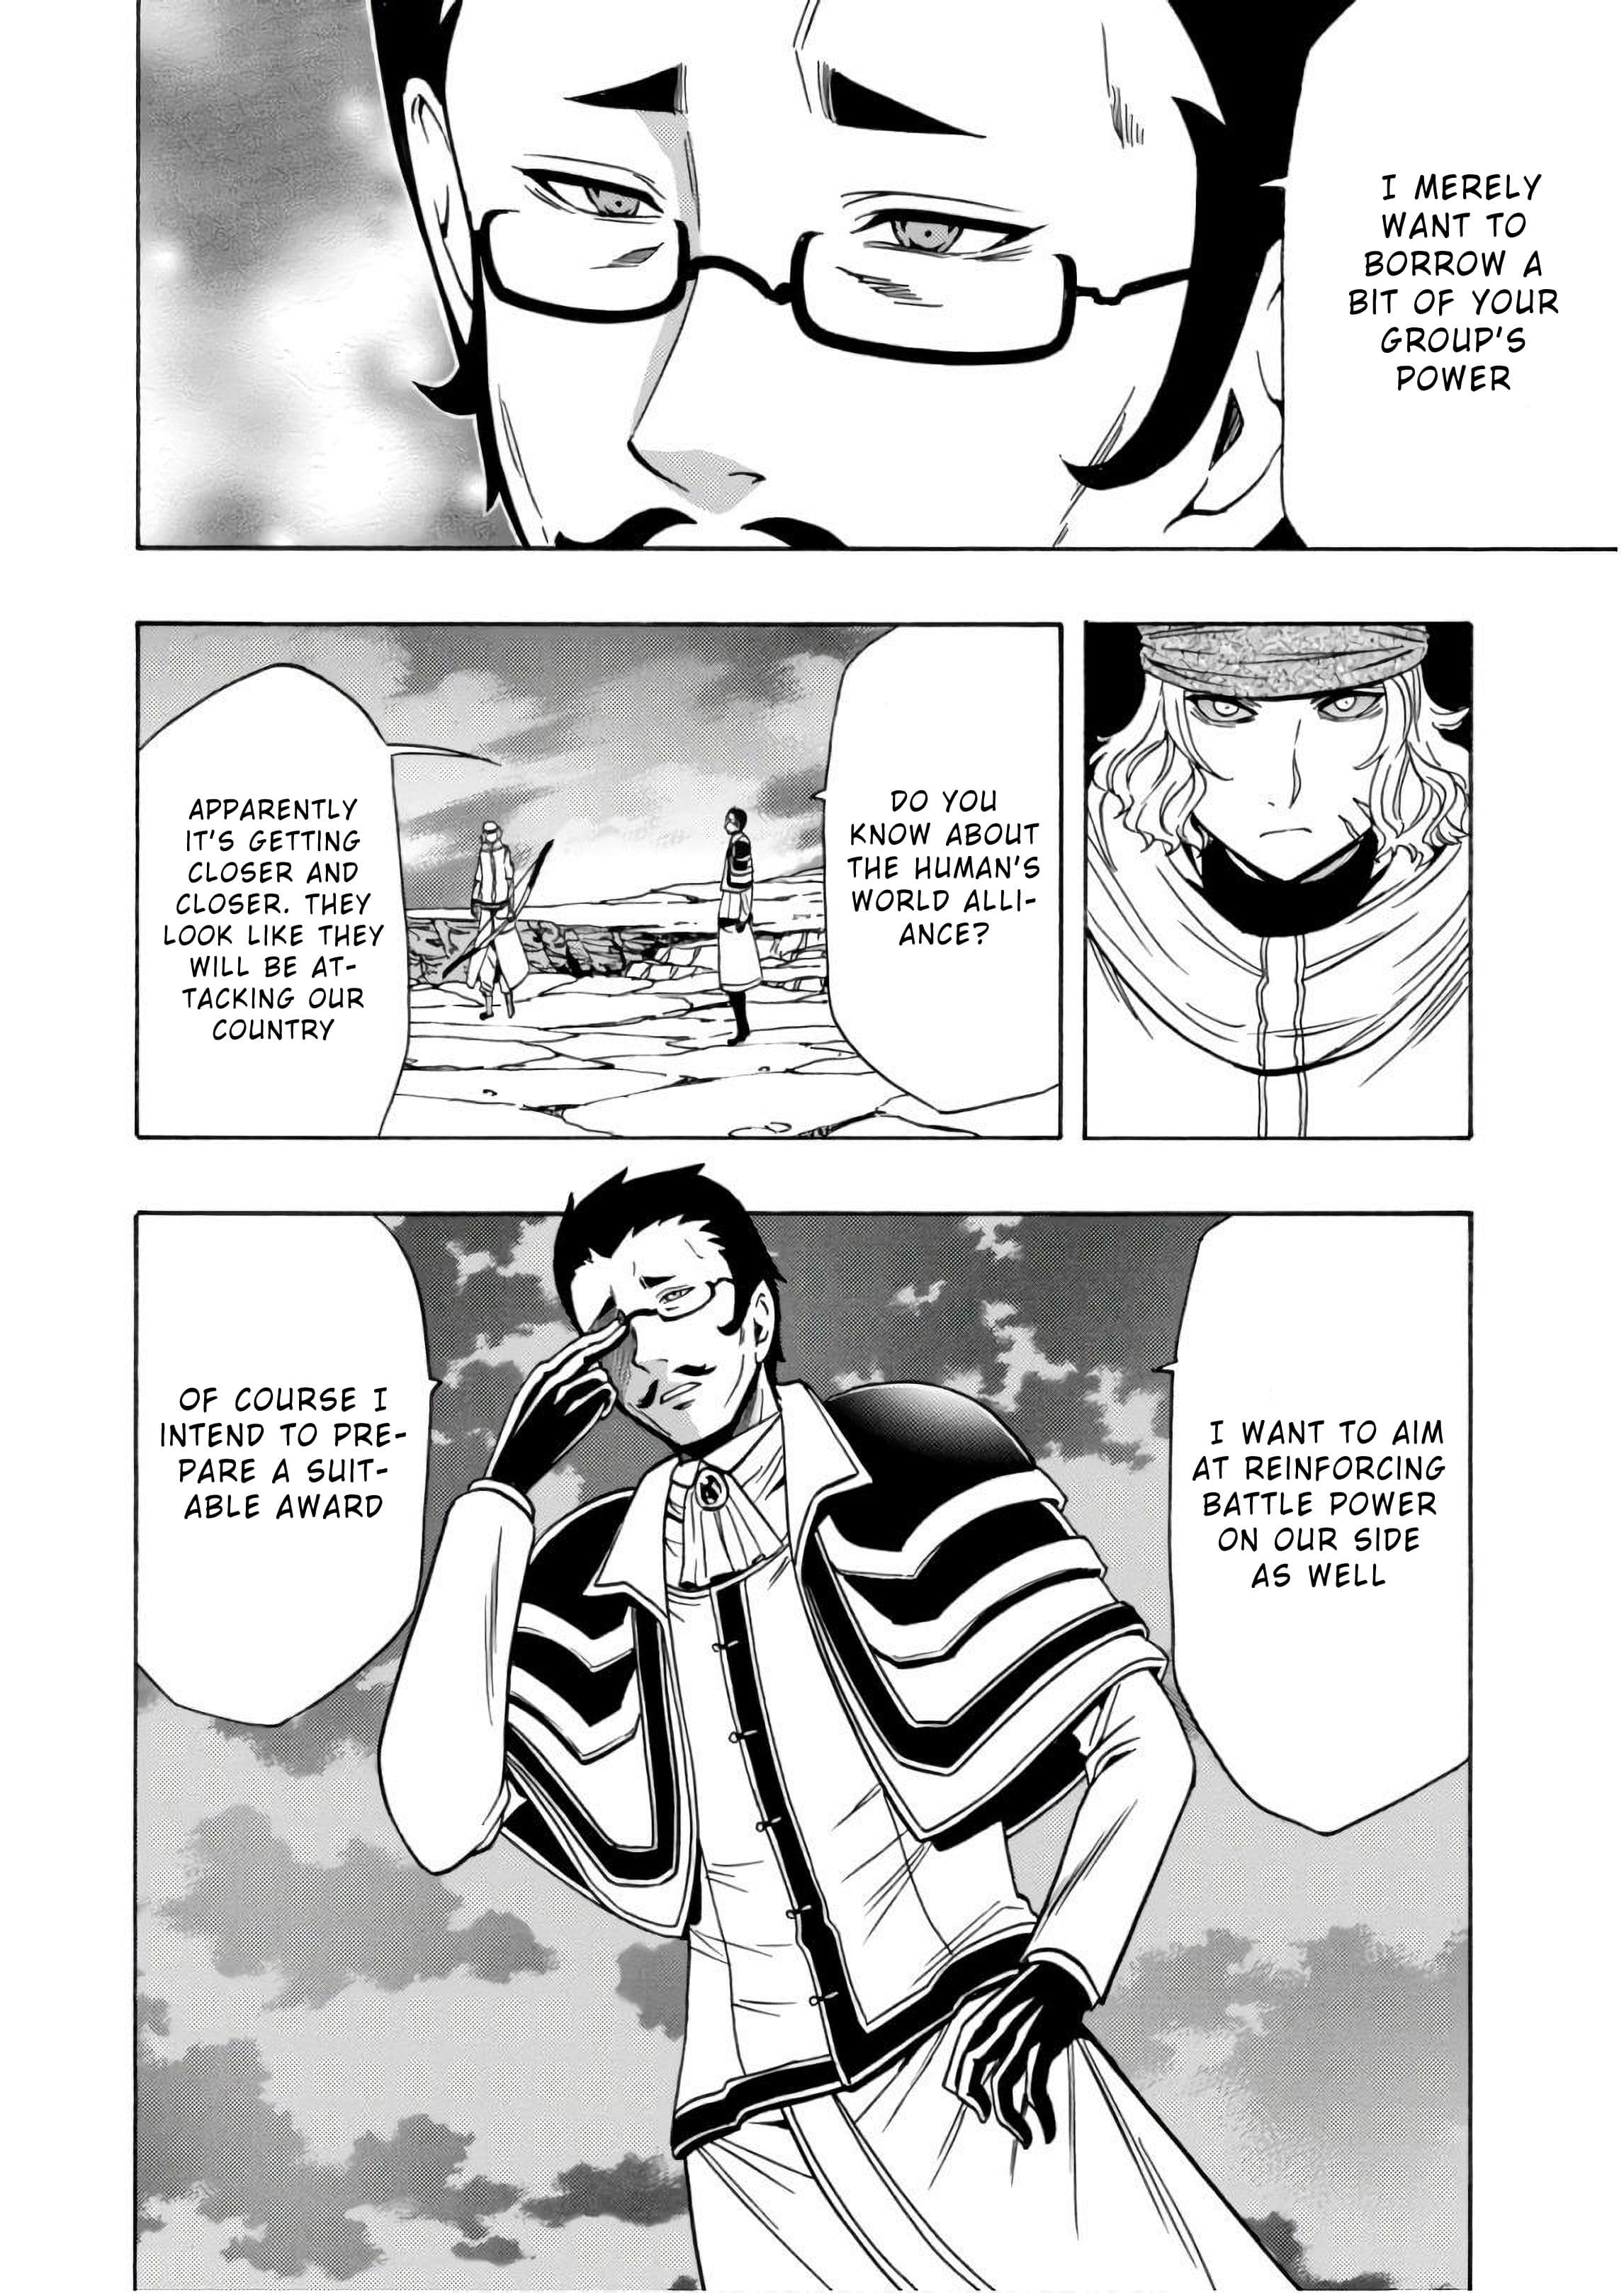 I MERELY
WANT TO
BORROW A
BIT OF YOUR
GROUP'S
POWER
DO YOU
KNOW ABOUT
THE HUMAN'S
WORLD ALLI-
ANCE?
APPARENTLY
IT'S GETTING
CLOSER AND
CLOSER. THEY
LOOK LIKE THEY
WILL BE AT-
TACKING OUR
COUNTRY
I WANT TO AIM
AT REINFORCING
BATTLE POWER
ON OUR SIDE
AS WELL
OF COURSE I
INTEND TO PRE-
PARE A SUIT-
ABLE AWARD